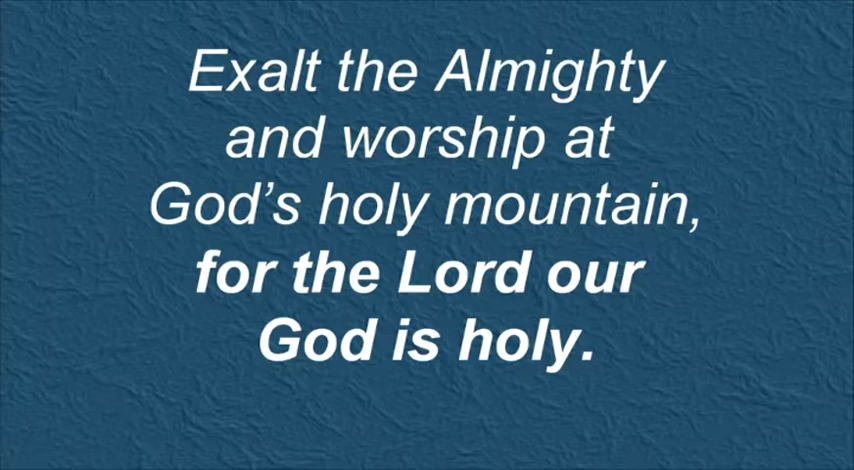 Exalt the Almighty
and worship at
God’s holy mountain,
for the Lord our
God is holy.